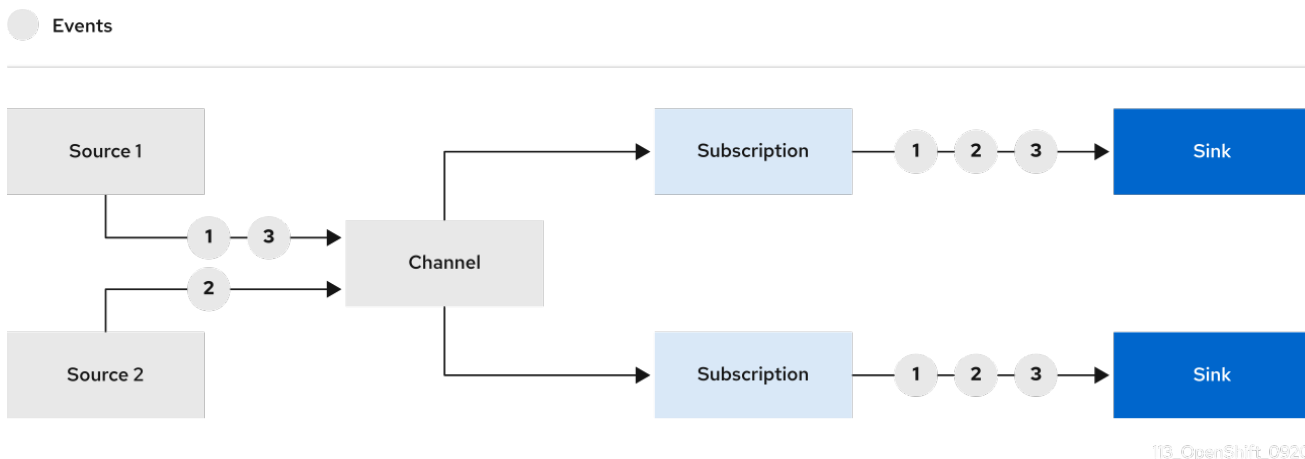 Events
Source 1
Subscription
1 2 3
Sink
1 3
Channel
2
Source 2
Subscription
1 2 3
Sink
113_OpenShift_0920